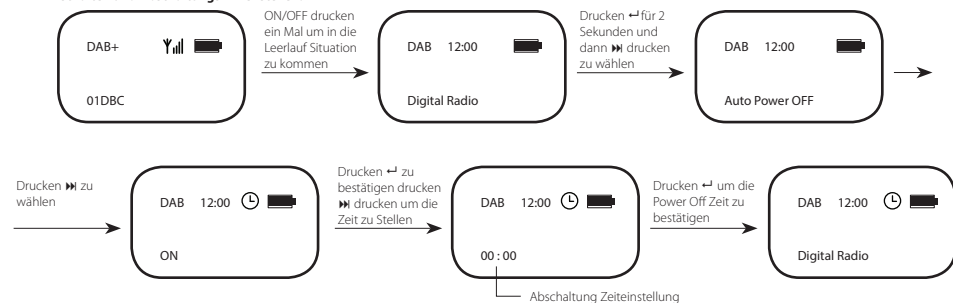 DAB+
01DBC
ON/OFF drucken
ein Mal um in die
Leerlauf Situation
zu kommen
DAB 12:00
Digital Radio
Drucken ↵ für 2
Sekunden und
dann ⏭ drucken
zu wählen
DAB 12:00
Auto Power OFF
Drucken ⏭ zu
wählen
DAB 12:00
ON
Drucken ↵ zu
bestätigen drucken
⏭ drucken um die
Zeit zu Stellen
DAB 12:00
00 : 00
Abschaltung Zeiteinstellung
Drucken ↵ um die
Power Off Zeit zu
bestätigen
DAB 12:00
Digital Radio